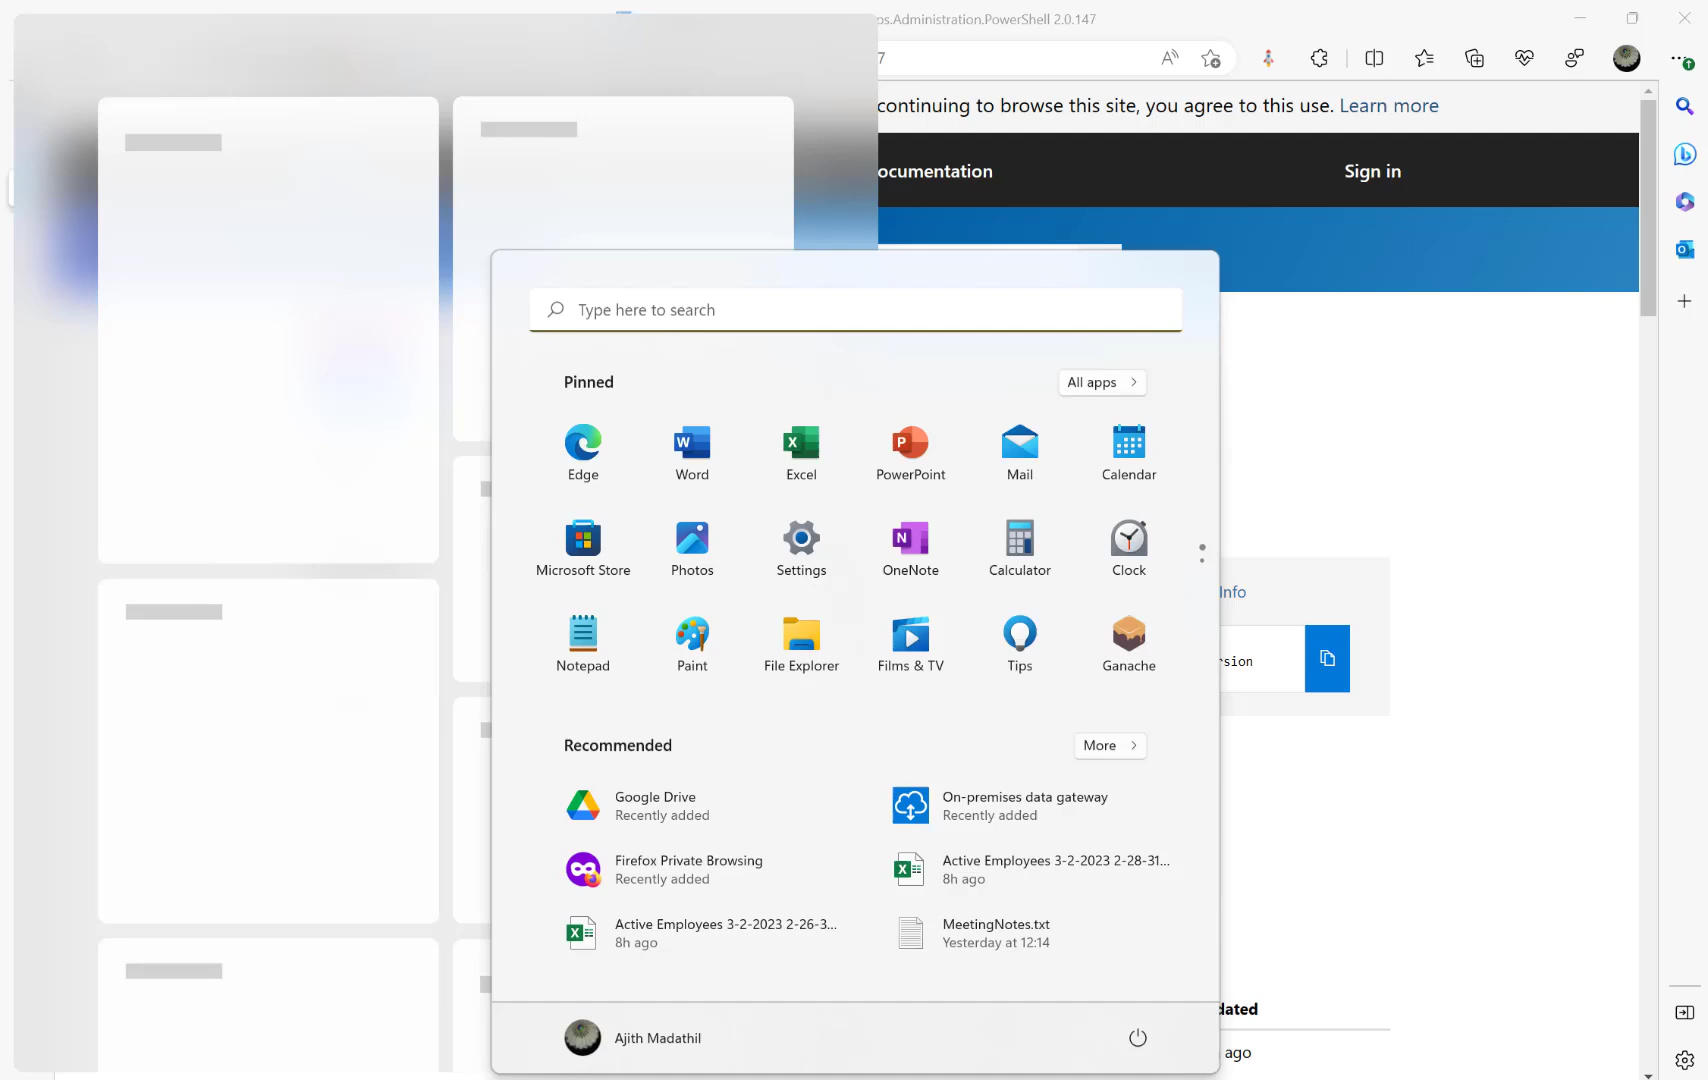 ps.Administration.PowerShell 2.0.147
7
continuing to browse this site, you agree to this use. Learn more
ocumentation
Sign in
Type here to search
Pinned
All apps
Edge
Word
Excel
PowerPoint
Mail
Calendar
Microsoft Store
Photos
Settings
OneNote
Calculator
Clock
Info
Notepad
Paint
File Explorer
Films & TV
Tips
Ganache
rsion
Recommended
More
Google Drive
Recently added
On-premises data gateway
Recently added
Firefox Private Browsing
Recently added
Active Employees 3-2-2023 2-28-31...
8h ago
Active Employees 3-2-2023 2-26-3...
8h ago
MeetingNotes.txt
Yesterday at 12:14
dated
Ajith Madathil
ago